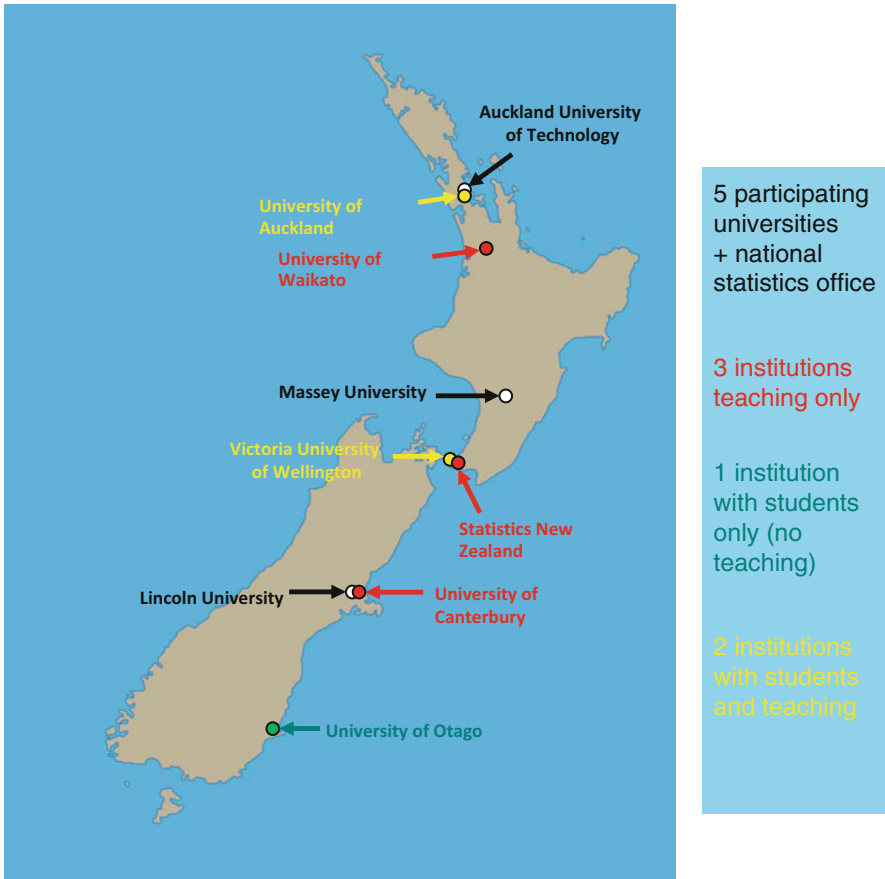 Auckland University
of Technology
University of
Auckland
University of
Waikato
Massey University
Victoria University
of Wellington
Statistics New
Zealand
Lincoln University
University of
Canterbury
University of Otago
5 participating
universities
+ national
statistics office
3 institutions
teaching only
1 institution
with students
only (no
teaching)
2 institutions
with students
and teaching